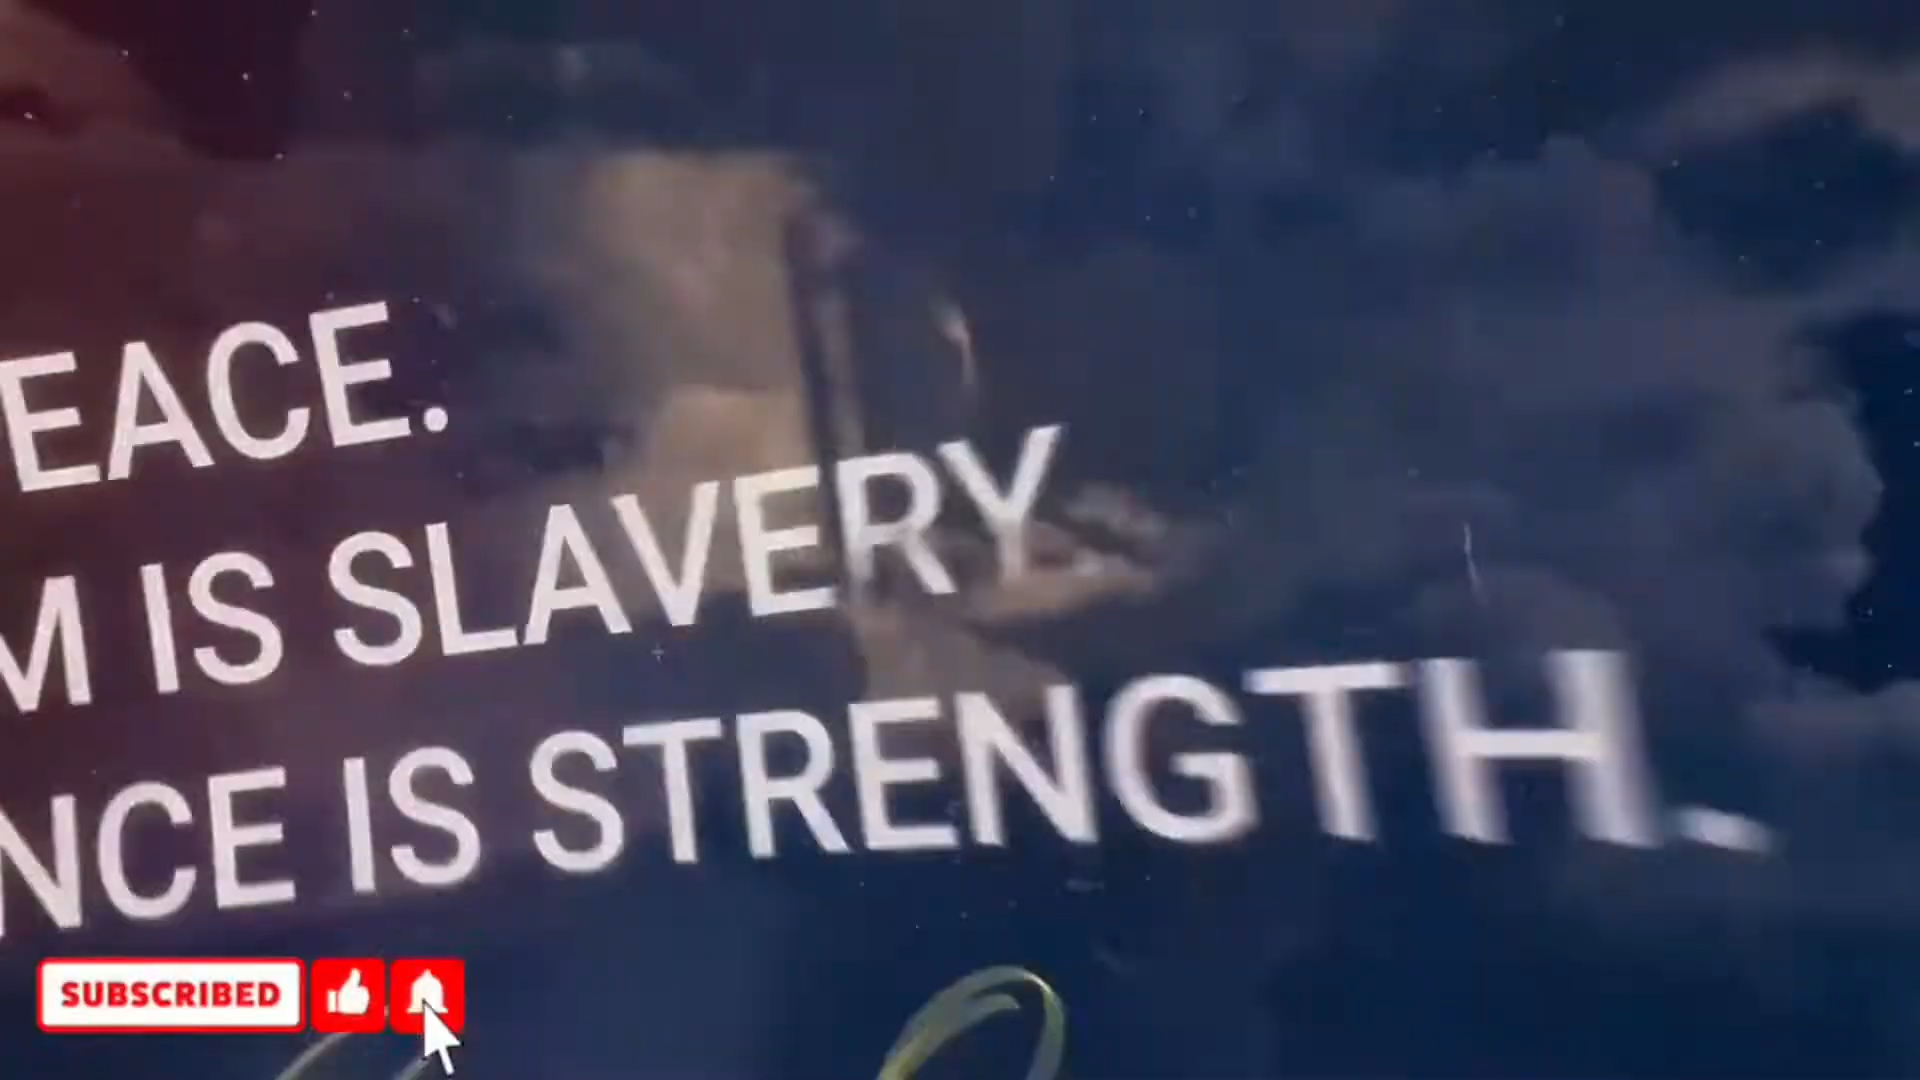 EACE.
M IS SLAVERY
NCE IS STRENGTH.
SUBSCRIBED